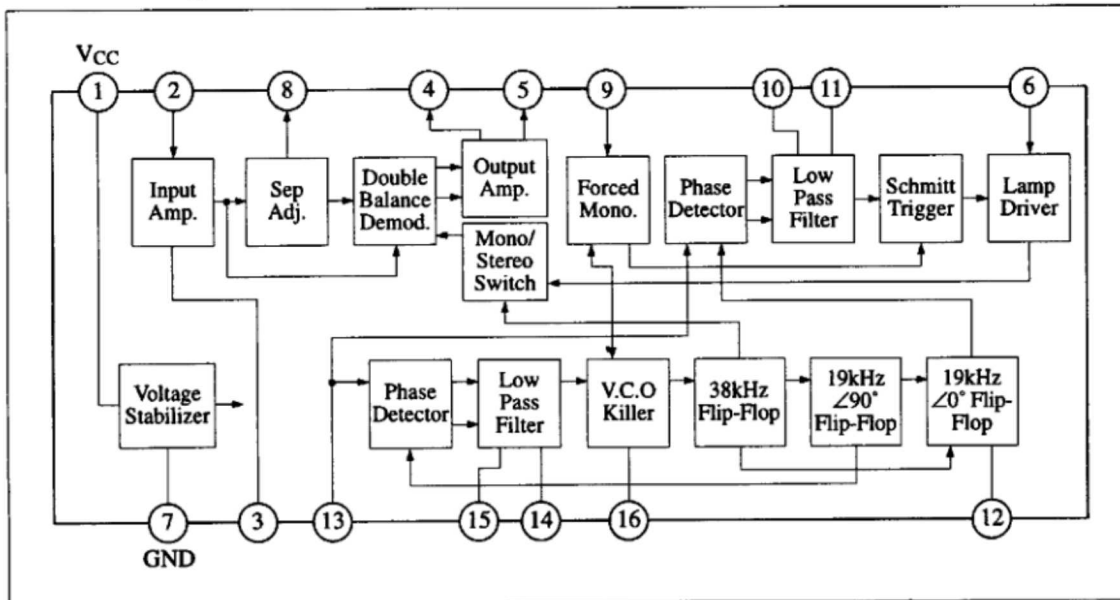 VCC
1
2
8
4
5
9
10
11
6
Input
Amp.
Sep
Adj.
Double
Balance
Demod.
Output
Amp.
Mono/
Stereo
Switch
Forced
Mono.
Phase
Detector
Low
Pass
Filter
Schmitt
Trigger
Lamp
Driver
Voltage
Stabilizer
Phase
Detector
Low
Pass
Filter
V.C.O
Killer
38kHz
Flip-Flop
19kHz
∠90°
Flip-Flop
19kHz
∠0° Flip-
Flop
7
3
13
15
14
16
12
GND